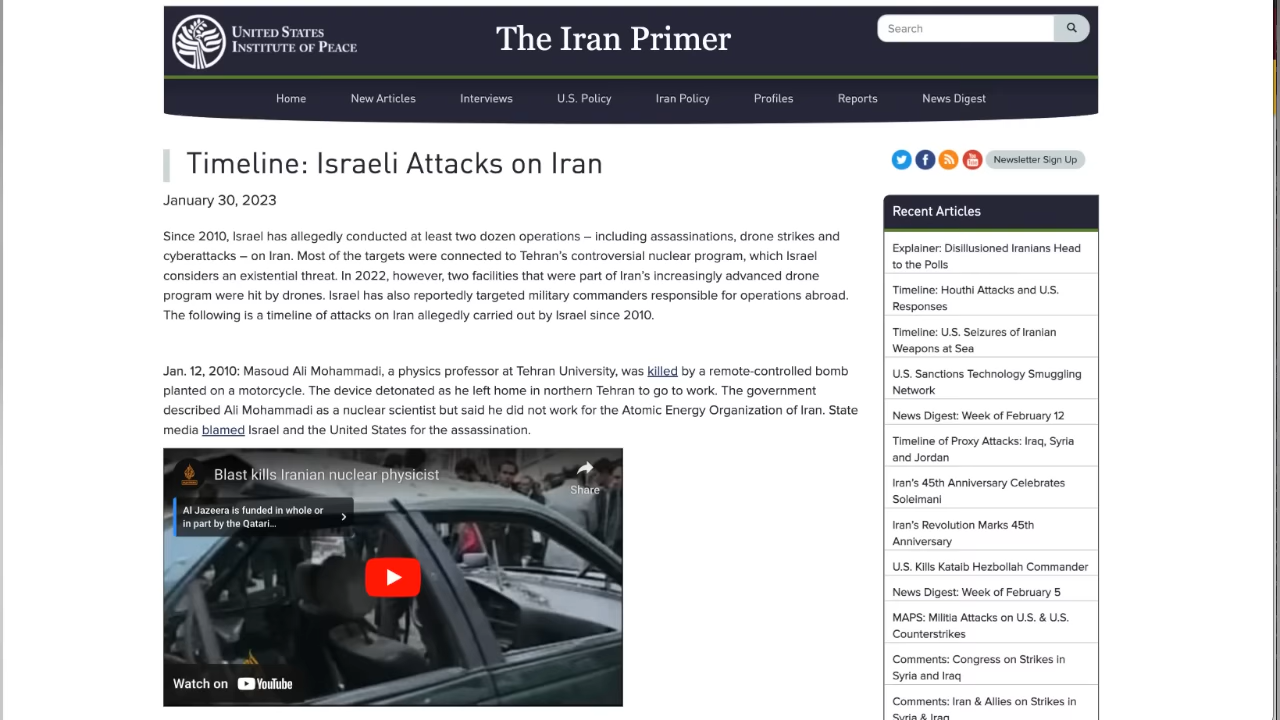 UNITED STATES
INSTITUTE OF PEACE
The Iran Primer
Search
Home New Articles Interviews U.S. Policy Iran Policy Profiles Reports News Digest
Timeline: Israeli Attacks on Iran
January 30, 2023
Since 2010, Israel has allegedly conducted at least two dozen operations – including assassinations, drone strikes and
cyberattacks – on Iran. Most of the targets were connected to Tehran's controversial nuclear program, which Israel
considers an existential threat. In 2022, however, two facilities that were part of Iran's increasingly advanced drone
program were hit by drones. Israel has also reportedly targeted military commanders responsible for operations abroad.
The following is a timeline of attacks on Iran allegedly carried out by Israel since 2010.
Jan. 12, 2010: Masoud Ali Mohammadi, a physics professor at Tehran University, was killed by a remote-controlled bomb
planted on a motorcycle. The device detonated as he left home in northern Tehran to go to work. The government
described Ali Mohammadi as a nuclear scientist but said he did not work for the Atomic Energy Organization of Iran. State
media blamed Israel and the United States for the assassination.
Blast kills Iranian nuclear physicist
Share
Al Jazeera is funded in whole or
in part by the Qatari...
Watch on YouTube
Newsletter Sign Up
Recent Articles
Explainer: Disillusioned Iranians Head
to the Polls
Timeline: Houthi Attacks and U.S.
Responses
Timeline: U.S. Seizures of Iranian
Weapons at Sea
U.S. Sanctions Technology Smuggling
Network
News Digest: Week of February 12
Timeline of Proxy Attacks: Iraq, Syria
and Jordan
Iran's 45th Anniversary Celebrates
Soleimani
Iran's Revolution Marks 45th
Anniversary
U.S. Kills Kataib Hezbollah Commander
News Digest: Week of February 5
MAPS: Militia Attacks on U.S. & U.S.
Counterstrikes
Comments: Congress on Strikes in
Syria and Iraq
Comments: Iran & Allies on Strikes in
Syria & Iraq